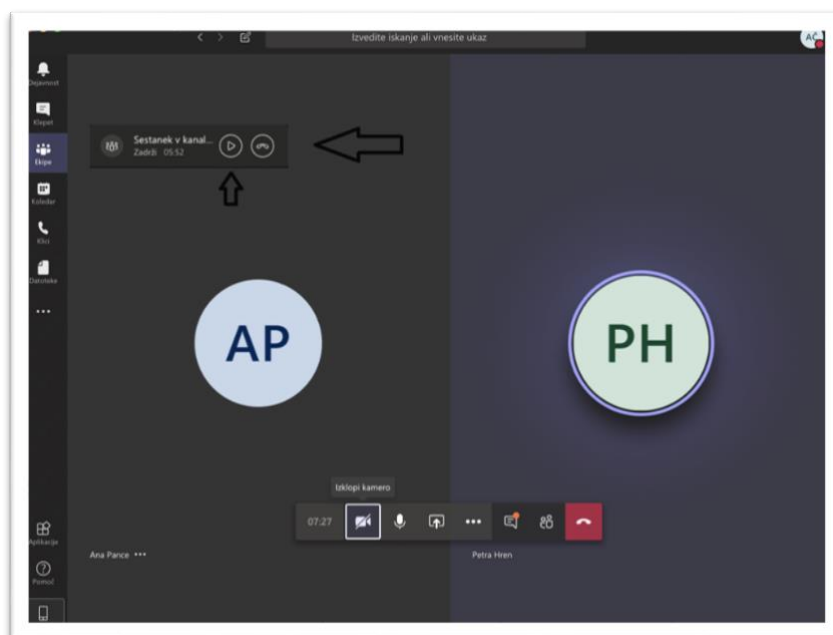 Izvedite iskanje ali vnesite ukaz
AČ
Dejavnost
Klepet
Ekipe
Koledar
Klici
Datoteke
Sestanek v kanal...
Zadrži 05:52
AP
PH
Izklopi kamero
07:27
Ana Pance
Petra Hren
Aplikacije
Pomoč